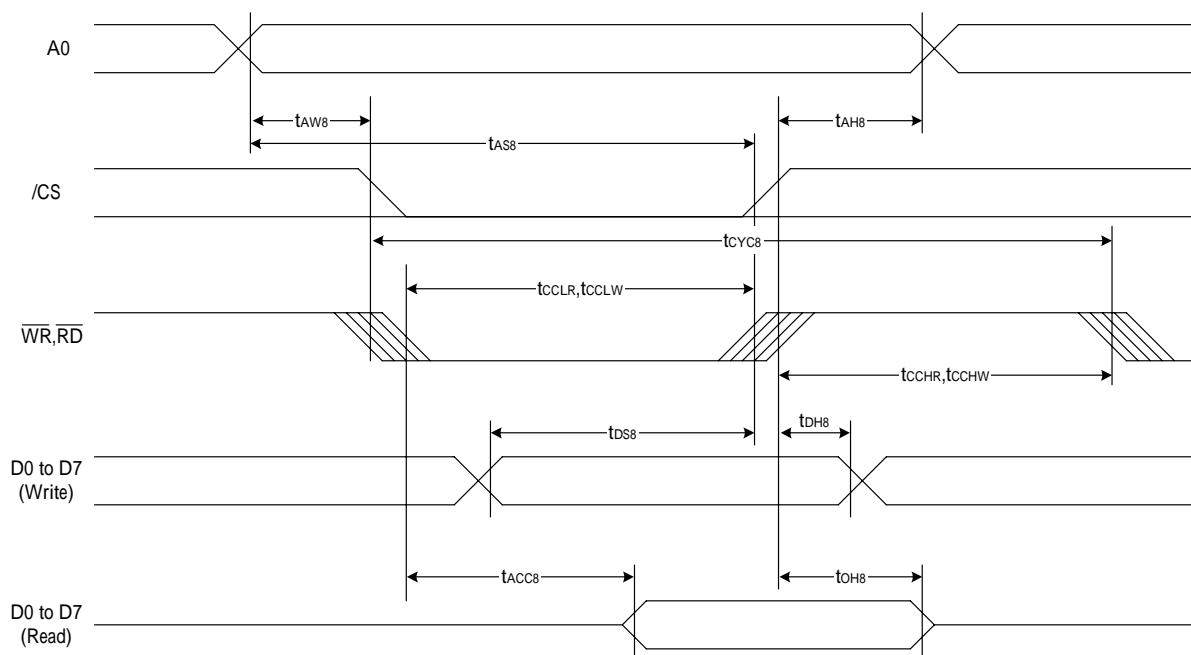 A0
tAW8
tAH8
tAS8
/CS
tCYC8
tCCLR,tCCLW
WR,RD
tCCHR,tCCHW
tDS8
tDH8
D0 to D7
(Write)
tACC8
tOH8
D0 to D7
(Read)